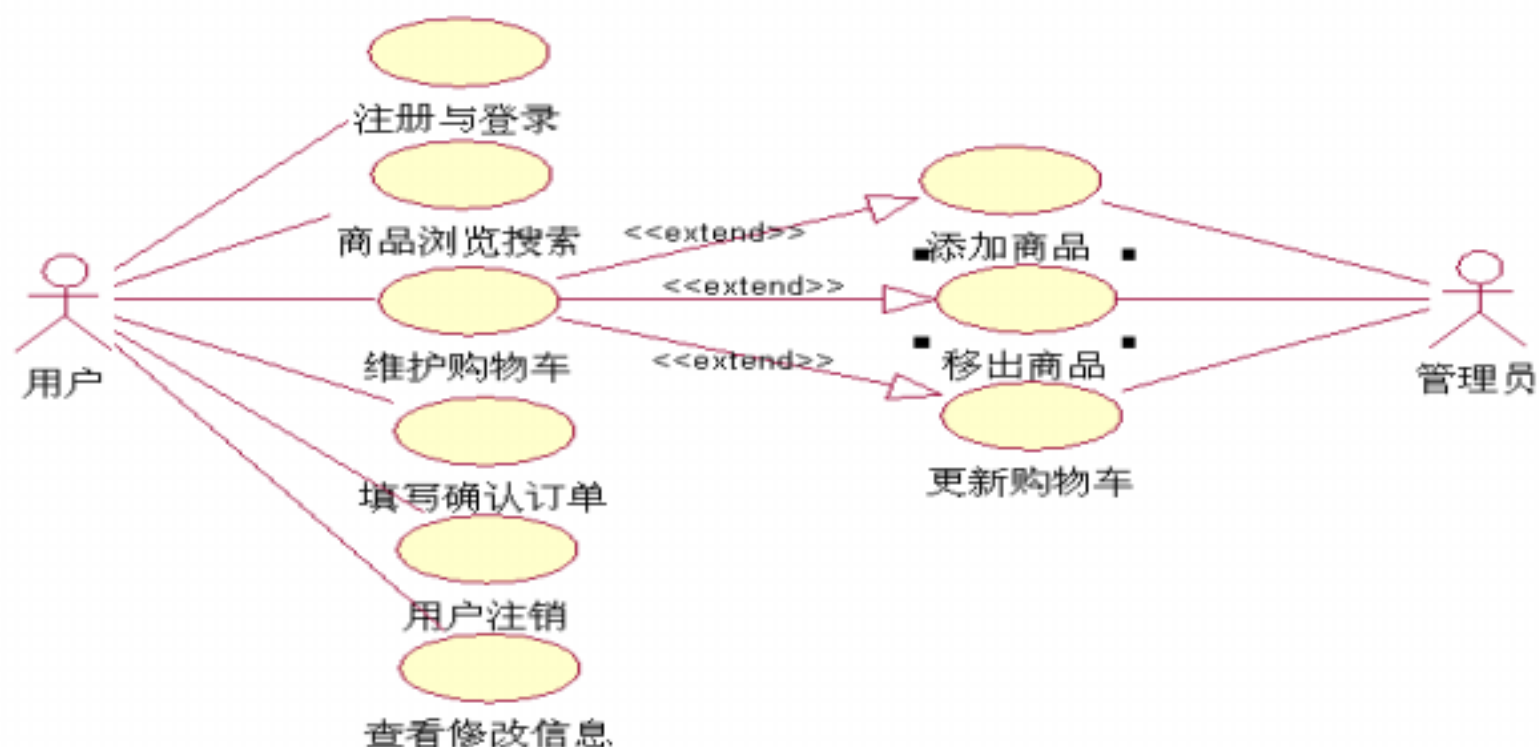 注册与登录
商品浏览搜索
<<extend>>
添加商品
<<extend>>
维护购物车
<<extend>>
移出商品
用户
管理员
填写确认订单
更新购物车
用户注销
查看修改信息